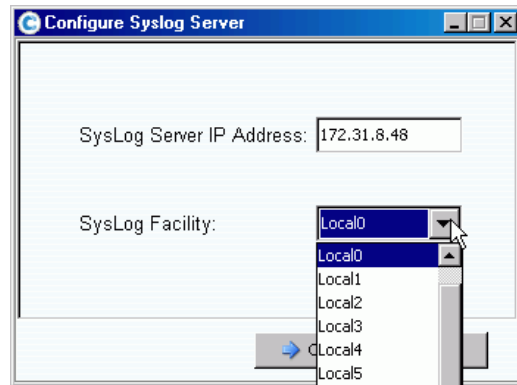 Configure Syslog Server
SysLog Server IP Address: 172.31.8.48
SysLog Facility: Local0
Local0
Local1
Local2
Local3
Local4
Local5